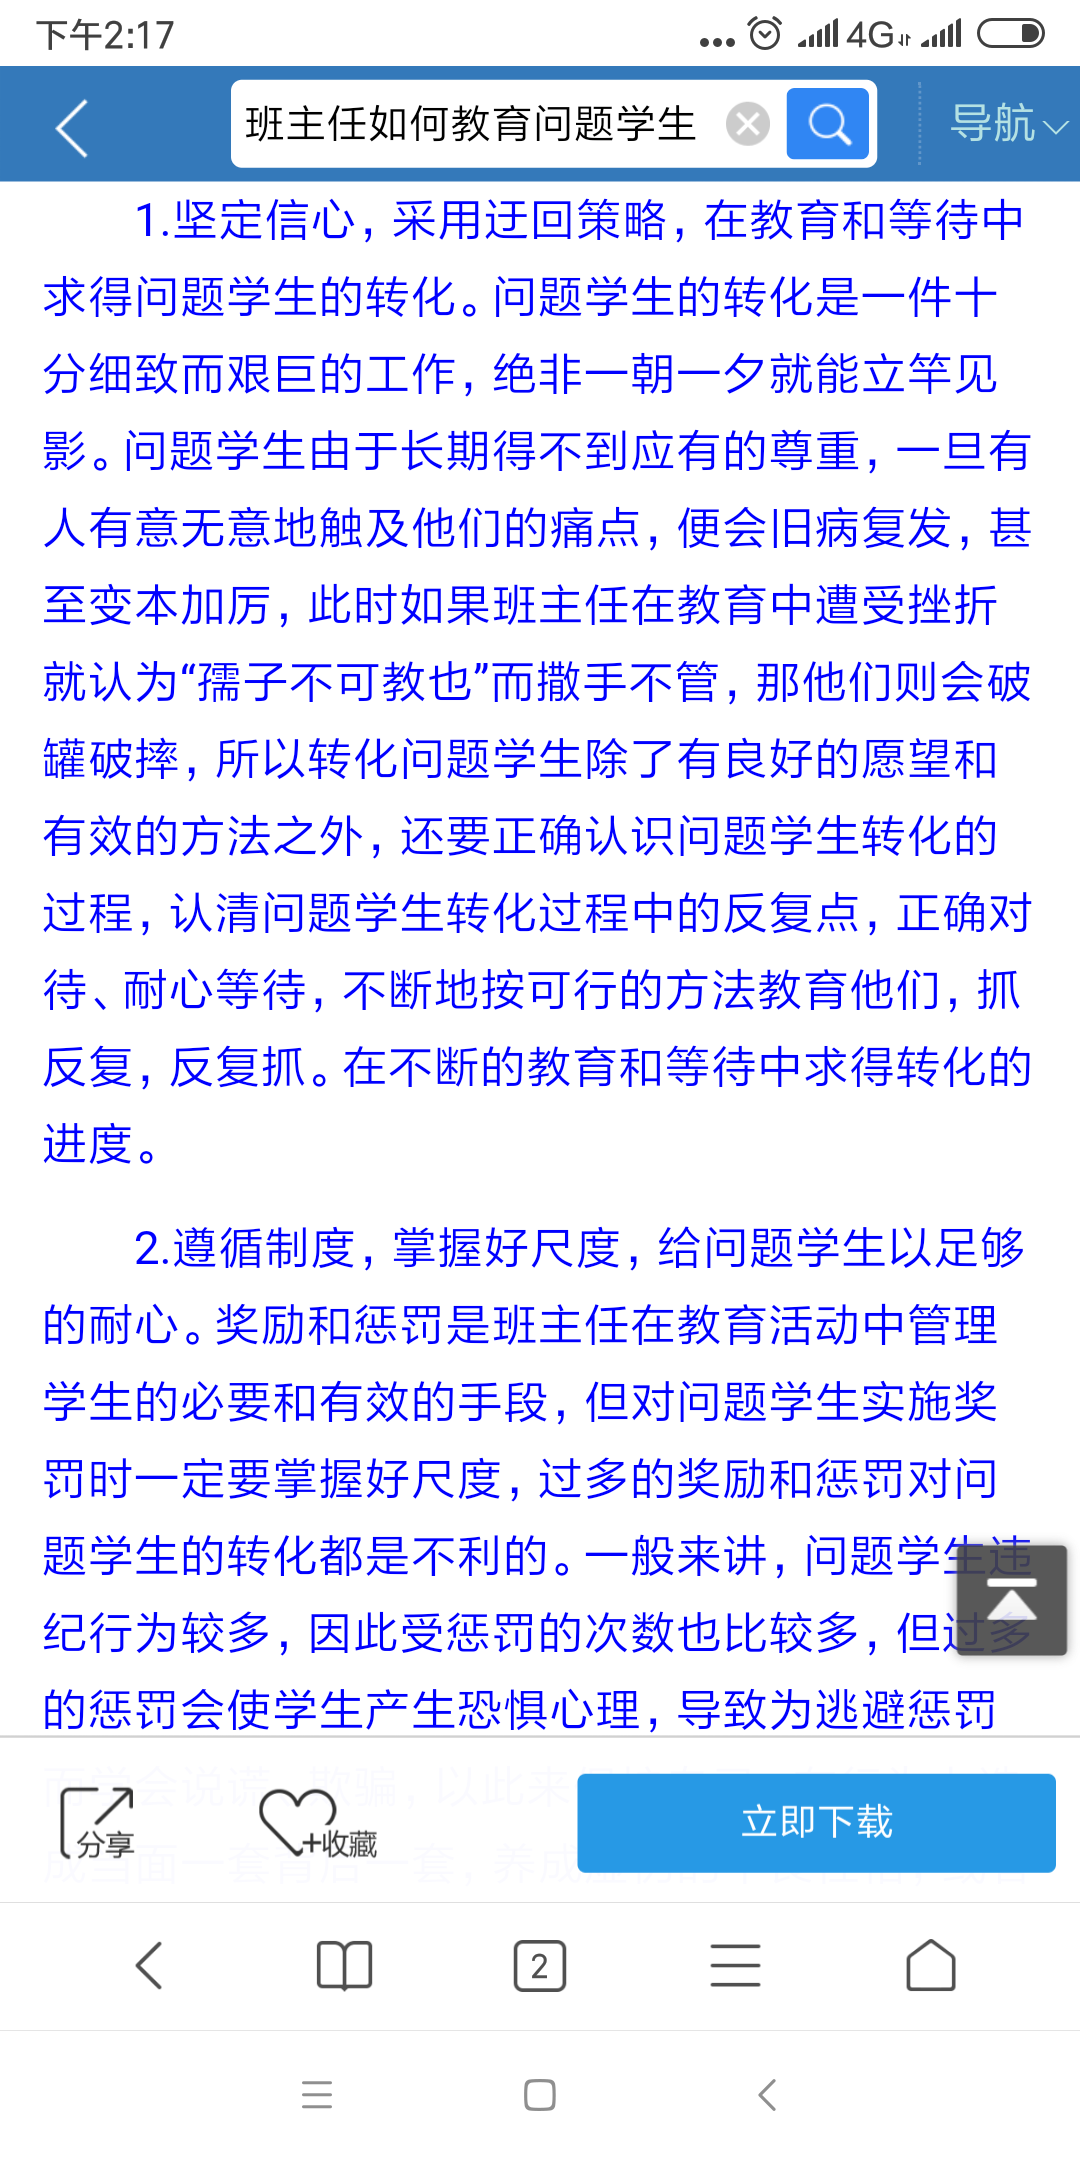 下午2:17
4G
班主任如何教育问题学生
导航
1.坚定信心，采用迂回策略，在教育和等待中
求得问题学生的转化。问题学生的转化是一件十
分细致而艰巨的工作，绝非一朝一夕就能立竿见
影。问题学生由于长期得不到应有的尊重，一旦有
人有意无意地触及他们的痛点，便会旧病复发，甚
至变本加厉，此时如果班主任在教育中遭受挫折
就认为“孺子不可教也”而撒手不管，那他们则会破
罐破摔，所以转化问题学生除了有良好的愿望和
有效的方法之外，还要正确认识问题学生转化的
过程，认清问题学生转化过程中的反复点，正确对
待、耐心等待，不断地按可行的方法教育他们，抓
反复，反复抓。在不断的教育和等待中求得转化的
进度。
2.遵循制度，掌握好尺度，给问题学生以足够
的耐心。奖励和惩罚是班主任在教育活动中管理
学生的必要和有效的手段，但对问题学生实施奖
罚时一定要掌握好尺度，过多的奖励和惩罚对问
题学生的转化都是不利的。一般来讲，问题学生违
纪行为较多，因此受惩罚的次数也比较多，但过多
的惩罚会使学生产生恐惧心理，导致为逃避惩罚
分享
+收藏
立即下载
2